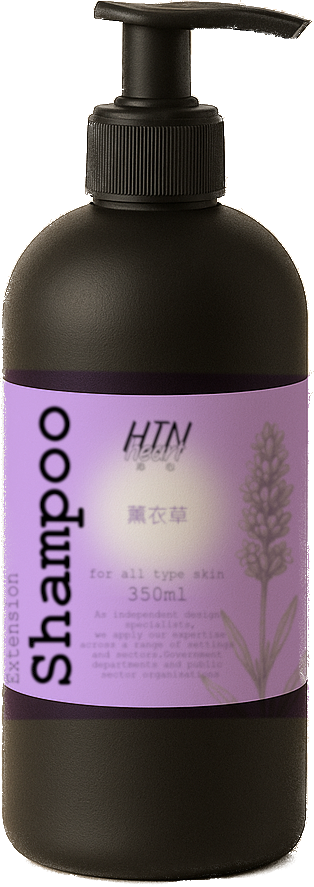 HTN
heart
薰衣草
for all type skin
350ml
As independent design
specialists,
we apply our expertise
across a range of settings
and sectors.Government
departments and public
sector organisations
Shampoo
Extension